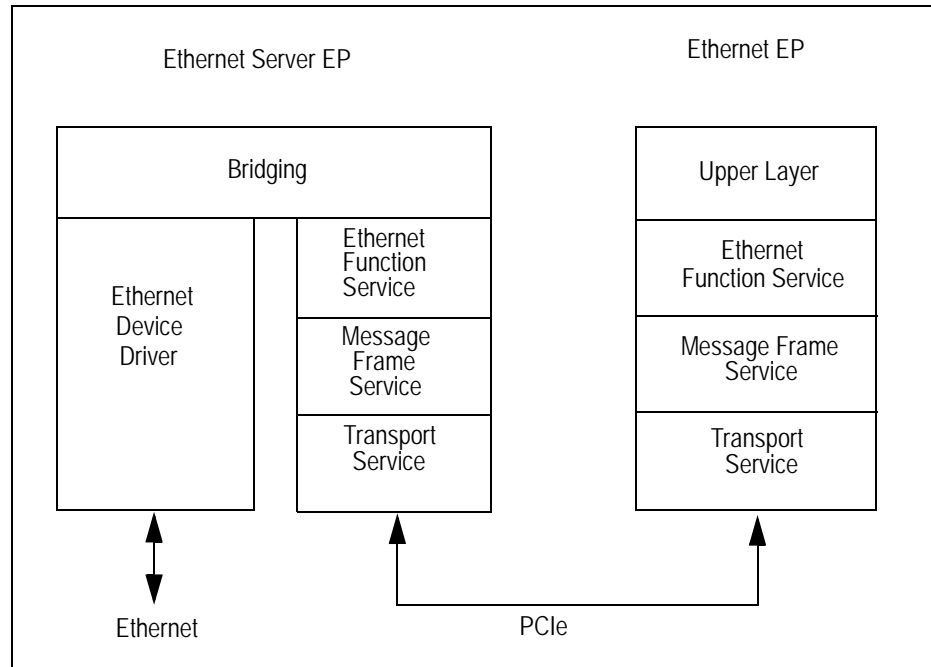 Ethernet Server EP
Ethernet EP
Bridging
Upper Layer
Ethernet
Device
Driver
Ethernet
Function
Service
Message
Frame
Service
Transport
Service
Ethernet
Function Service
Message Frame
Service
Transport
Service
Ethernet
PCIe